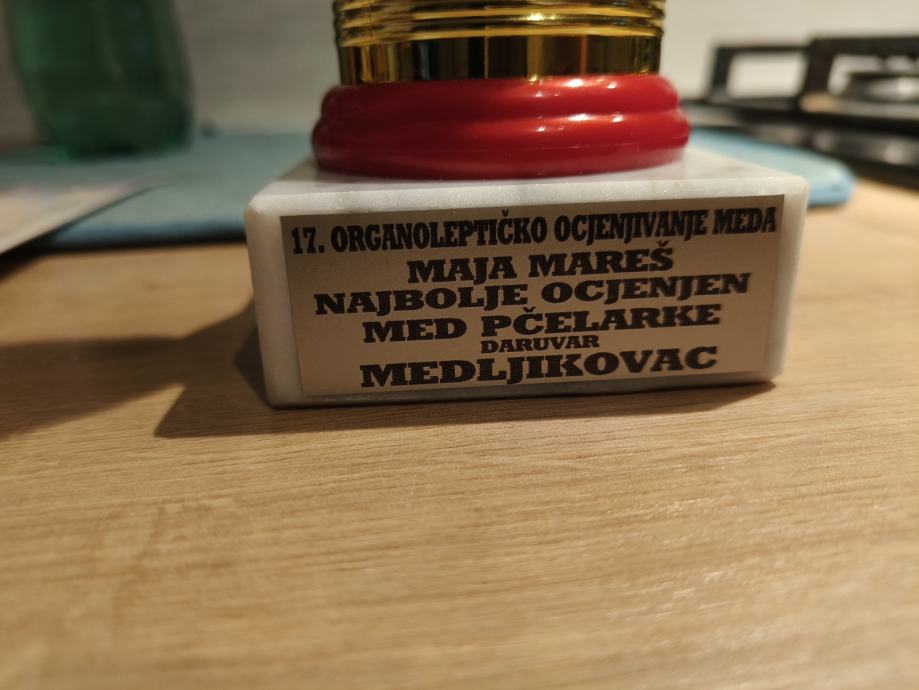 17. ORGANOLEPTIČKO OCJENJIVANJE MEDA
MAJA MAREŠ
NAJBOLJE OCJENJEN
MED PČELARKE
DARUVAR
MEDLJIKOVAC